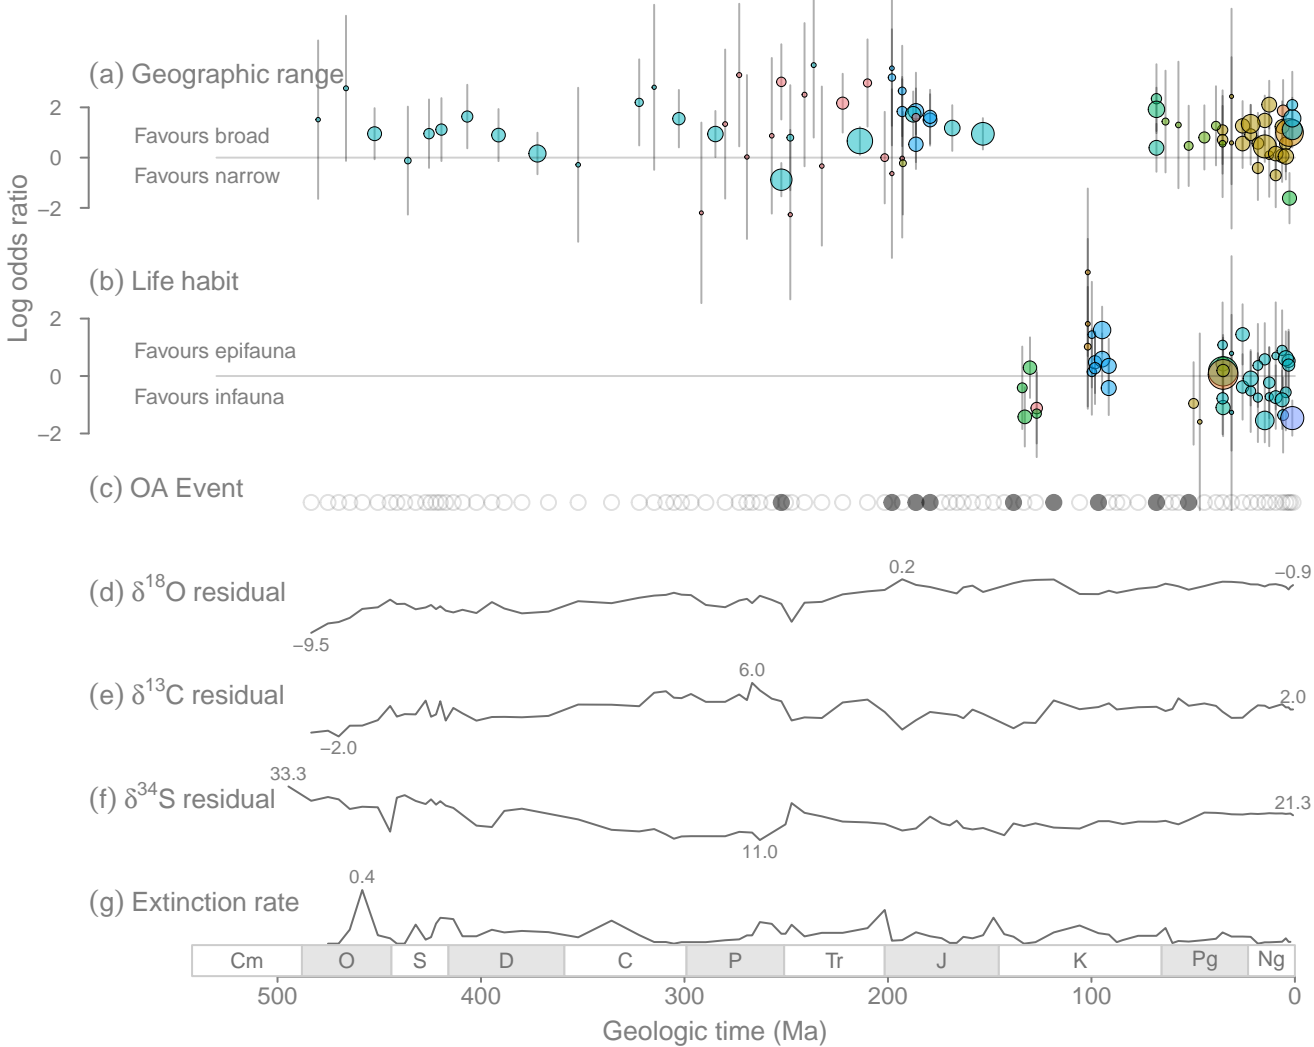 (a) Geographic range
2
Favours broad
0
Favours narrow
−2
Log odds ratio
(b) Life habit
2
Favours epifauna
0
Favours infauna
−2
(c) OA Event
0.2
−0.9
(d) δ18O residual
−9.5
6.0
(e) δ13C residual
2.0
−2.0
33.3
(f) δ34S residual
21.3
11.0
0.4
(g) Extinction rate
Cm O S D C P Tr J K Pg Ng
500 400 300 200 100 0
Geologic time (Ma)